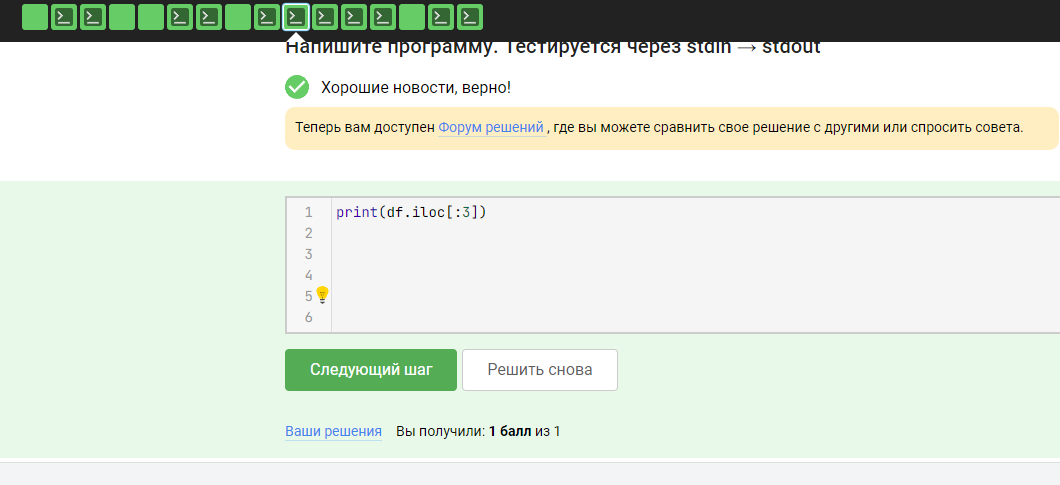 Напишите программу. Тестируется через stdin → stdout
Хорошие новости, верно!
Теперь вам доступен Форум решений , где вы можете сравнить свое решение с другими или спросить совета.
1 print(df.iloc[:3])
2
3
4
5
6
Следующий шаг Решить снова
Ваши решения Вы получили: 1 балл из 1